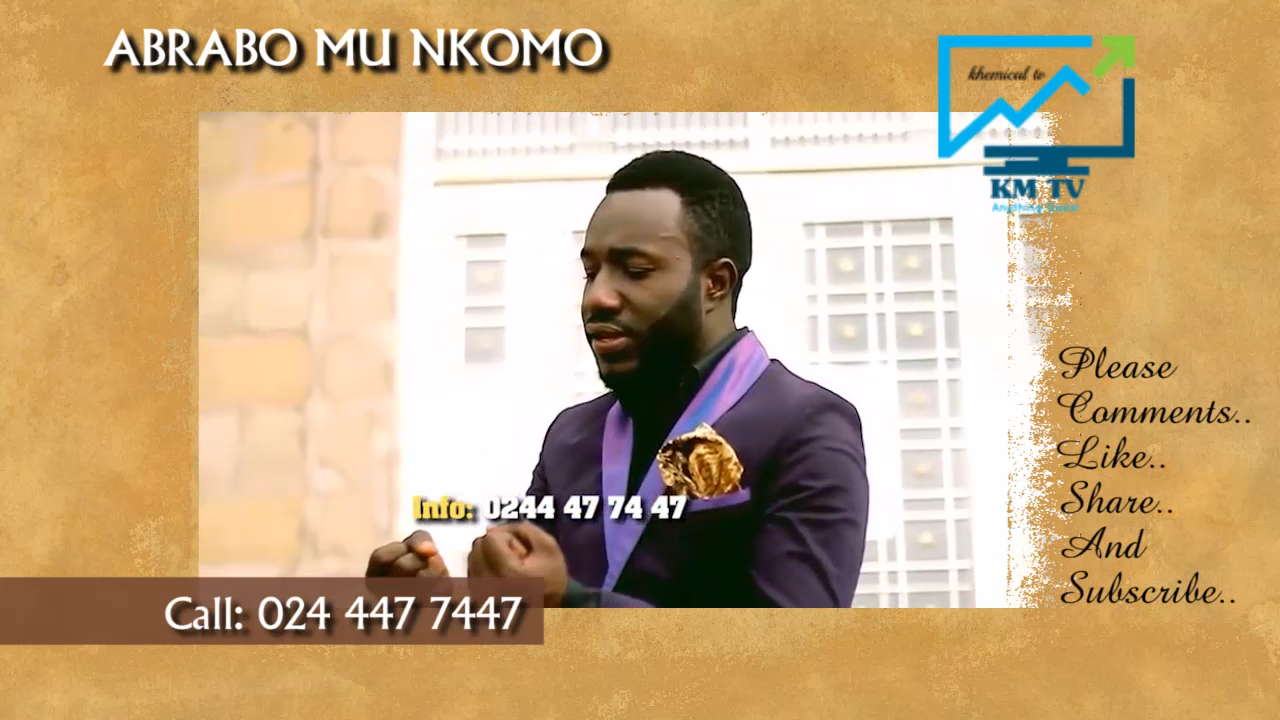 ABRABO MU NKOMO
khemical tv
KM TV
Please
Comments..
Like..
Share..
And
Subscribe..
Info: 0244 47 74 47
Call: 024 447 7447